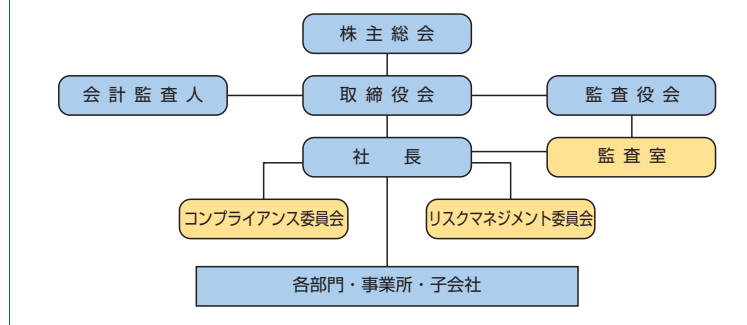 株主総会
会計監査人
取締役会
監査役会
社長
監査室
コンプライアンス委員会
リスクマネジメント委員会
各部門・事業所・子会社